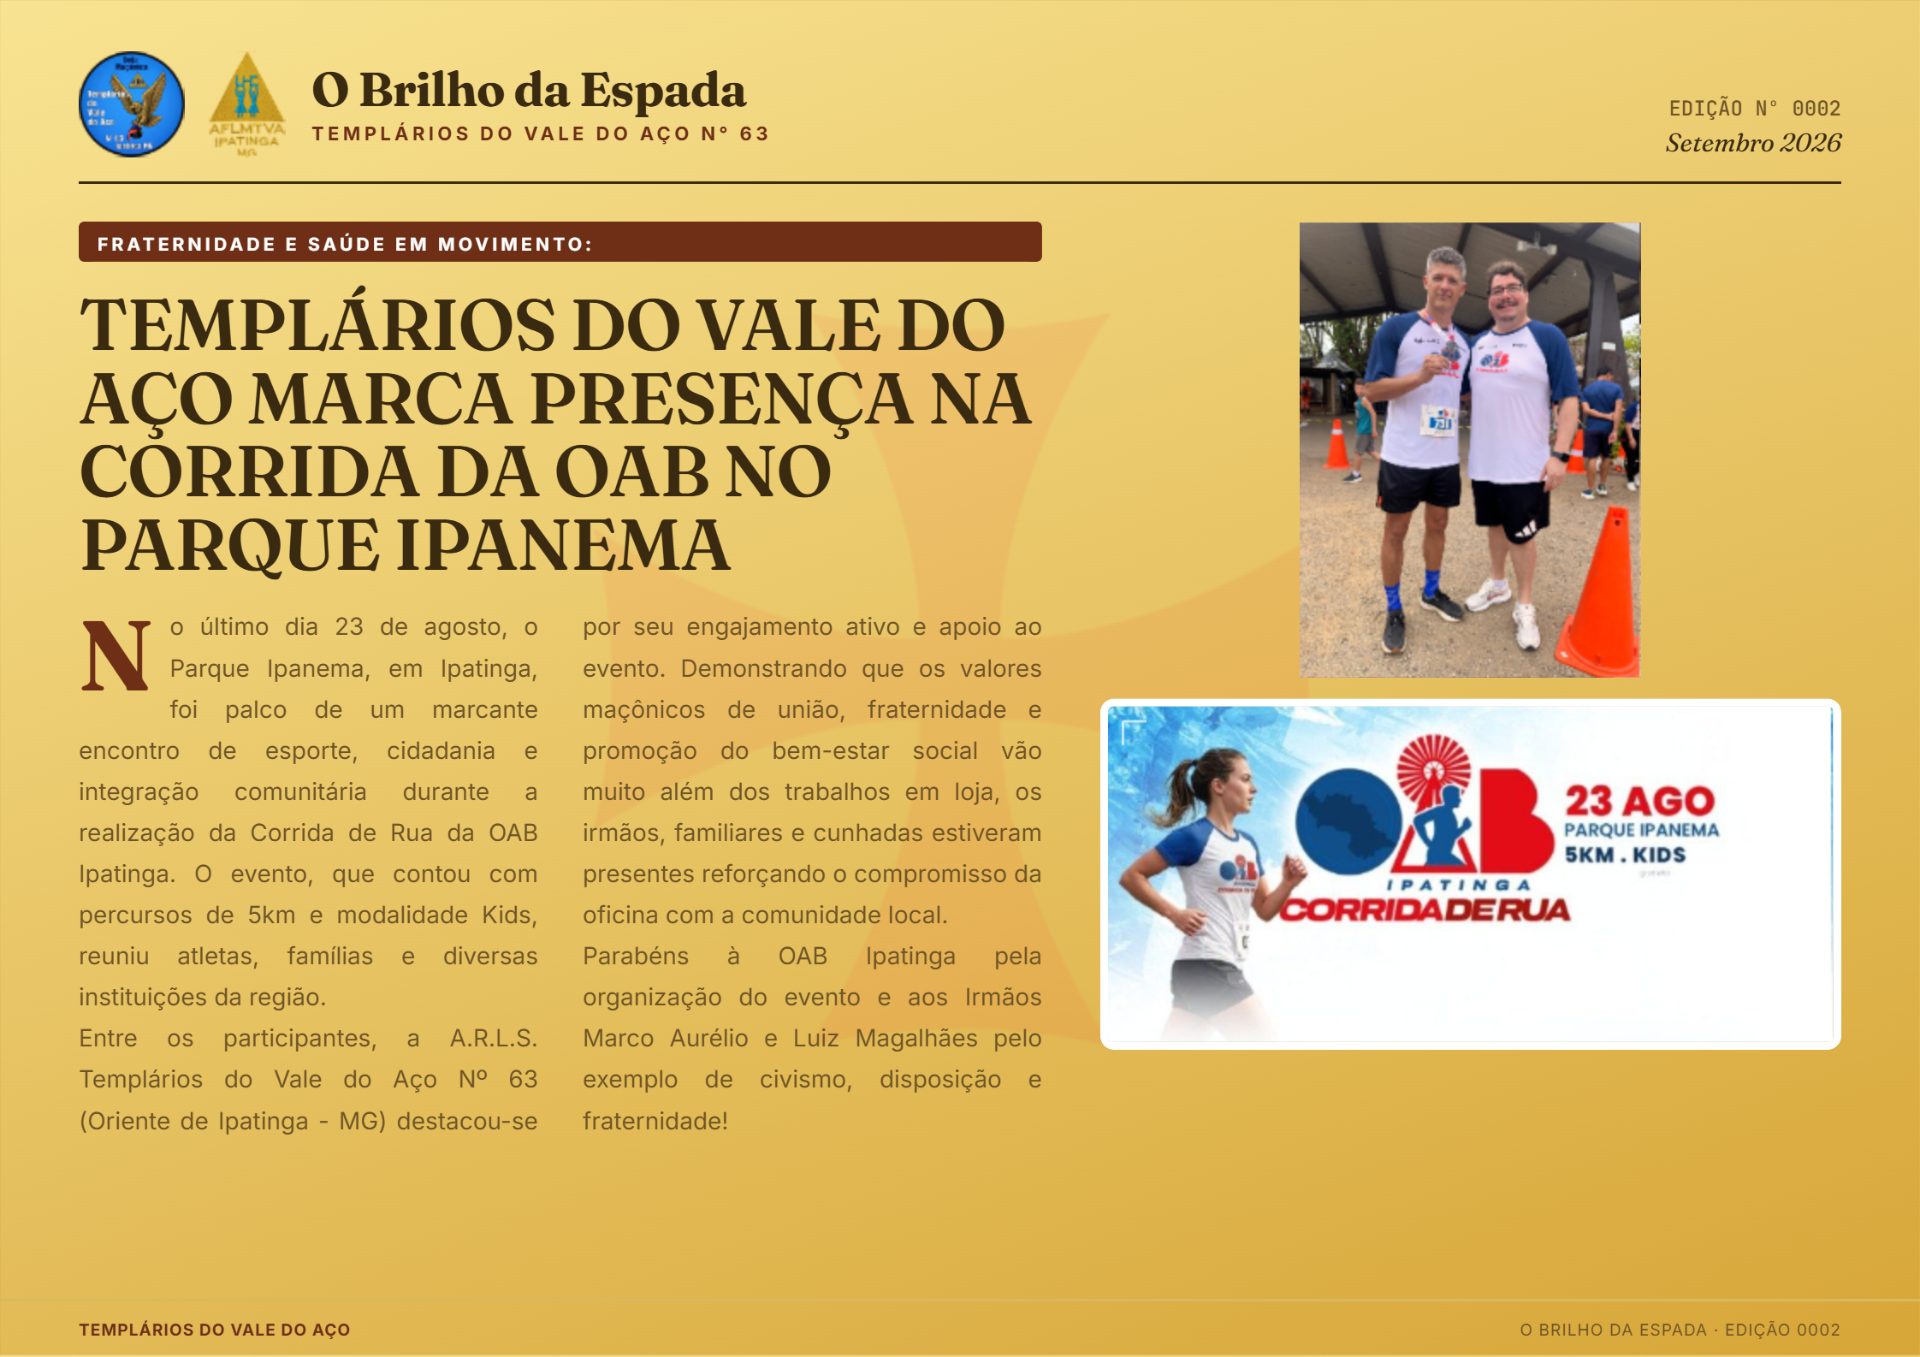 Loja
Maçônica
Templários
do
Vale
do Aço
AFLMTVA
IPATINGA
MG
O Brilho da Espada
TEMPLÁRIOS DO VALE DO AÇO N° 63
EDIÇÃO N° 0002
Setembro 2026
FRATERNIDADE E SAÚDE EM MOVIMENTO:
TEMPLÁRIOS DO VALE DO
AÇO MARCA PRESENÇA NA
CORRIDA DA OAB NO
PARQUE IPANEMA
No último dia 23 de agosto, o
Parque Ipanema, em Ipatinga,
foi palco de um marcante
encontro de esporte, cidadania e
integração comunitária durante a
realização da Corrida de Rua da OAB
Ipatinga. O evento, que contou com
percursos de 5km e modalidade Kids,
reuniu atletas, famílias e diversas
instituições da região.
Entre os participantes, a A.R.L.S.
Templários do Vale do Aço Nº 63
(Oriente de Ipatinga - MG) destacou-se
por seu engajamento ativo e apoio ao
evento. Demonstrando que os valores
maçônicos de união, fraternidade e
promoção do bem-estar social vão
muito além dos trabalhos em loja, os
irmãos, familiares e cunhadas estiveram
presentes reforçando o compromisso da
oficina com a comunidade local.
Parabéns à OAB Ipatinga pela
organização do evento e aos Irmãos
Marco Aurélio e Luiz Magalhães pelo
exemplo de civismo, disposição e
fraternidade!
OAB
IPATINGA
CORRIDA DE RUA
23 AGO
PARQUE IPANEMA
5KM . KIDS
OAB
TEMPLÁRIOS DO VALE DO AÇO
O BRILHO DA ESPADA · EDIÇÃO 0002